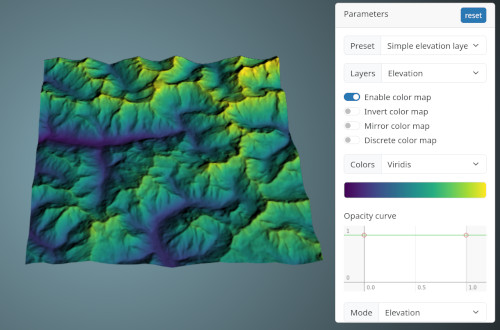 Parameters
reset
Preset
Simple elevation laye
Layers
Elevation
Enable color map
Invert color map
Mirror color map
Discrete color map
Colors
Viridis
Opacity curve
1
0
0.0
0.5
1.0
Mode
Elevation